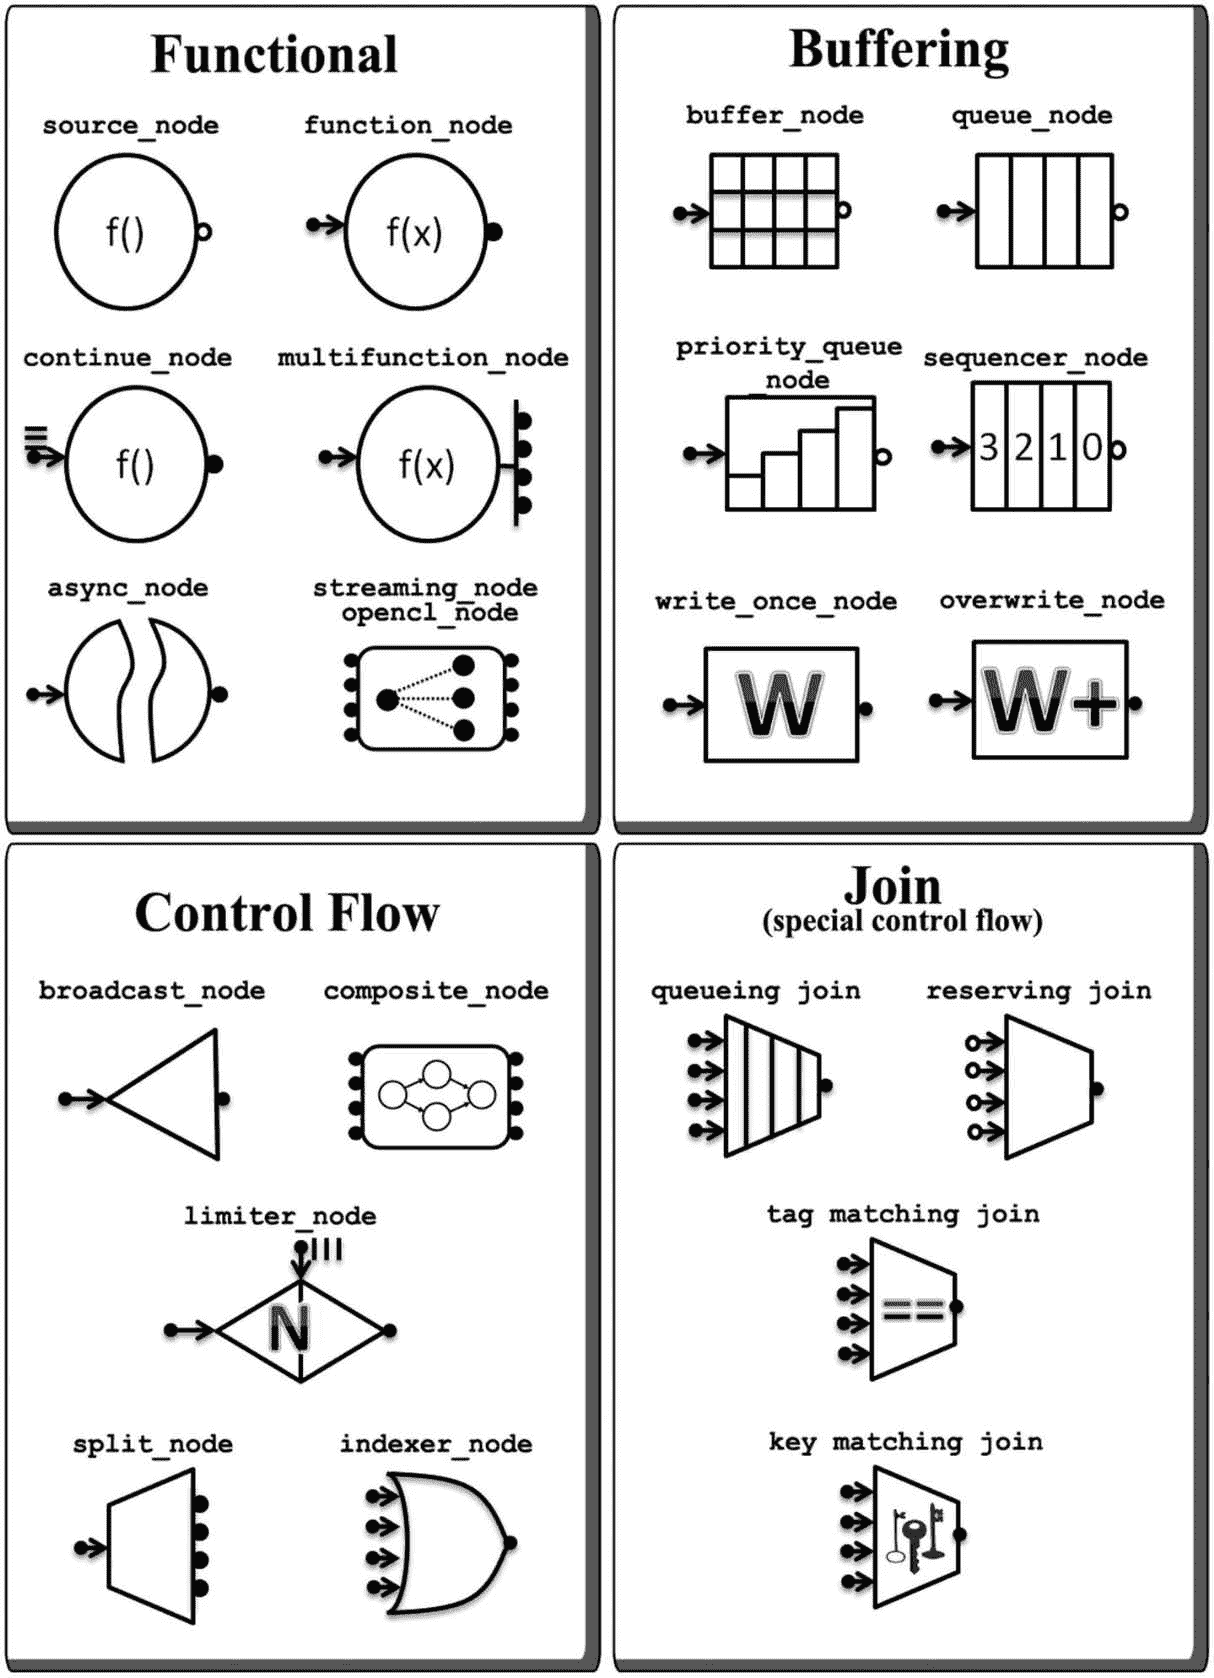 Functional
source_node
function_node
f()
f(x)
continue_node
multifunction_node
f()
f(x)
async_node
streaming_node
opencl_node
Buffering
buffer_node
queue_node
priority_queue
_node
sequencer_node
3 2 1 0
write_once_node
overwrite_node
W
W+
Control Flow
broadcast_node
composite_node
limiter_node
N
split_node
indexer_node
Join
(special control flow)
queueing join
reserving join
tag matching join
==
key matching join